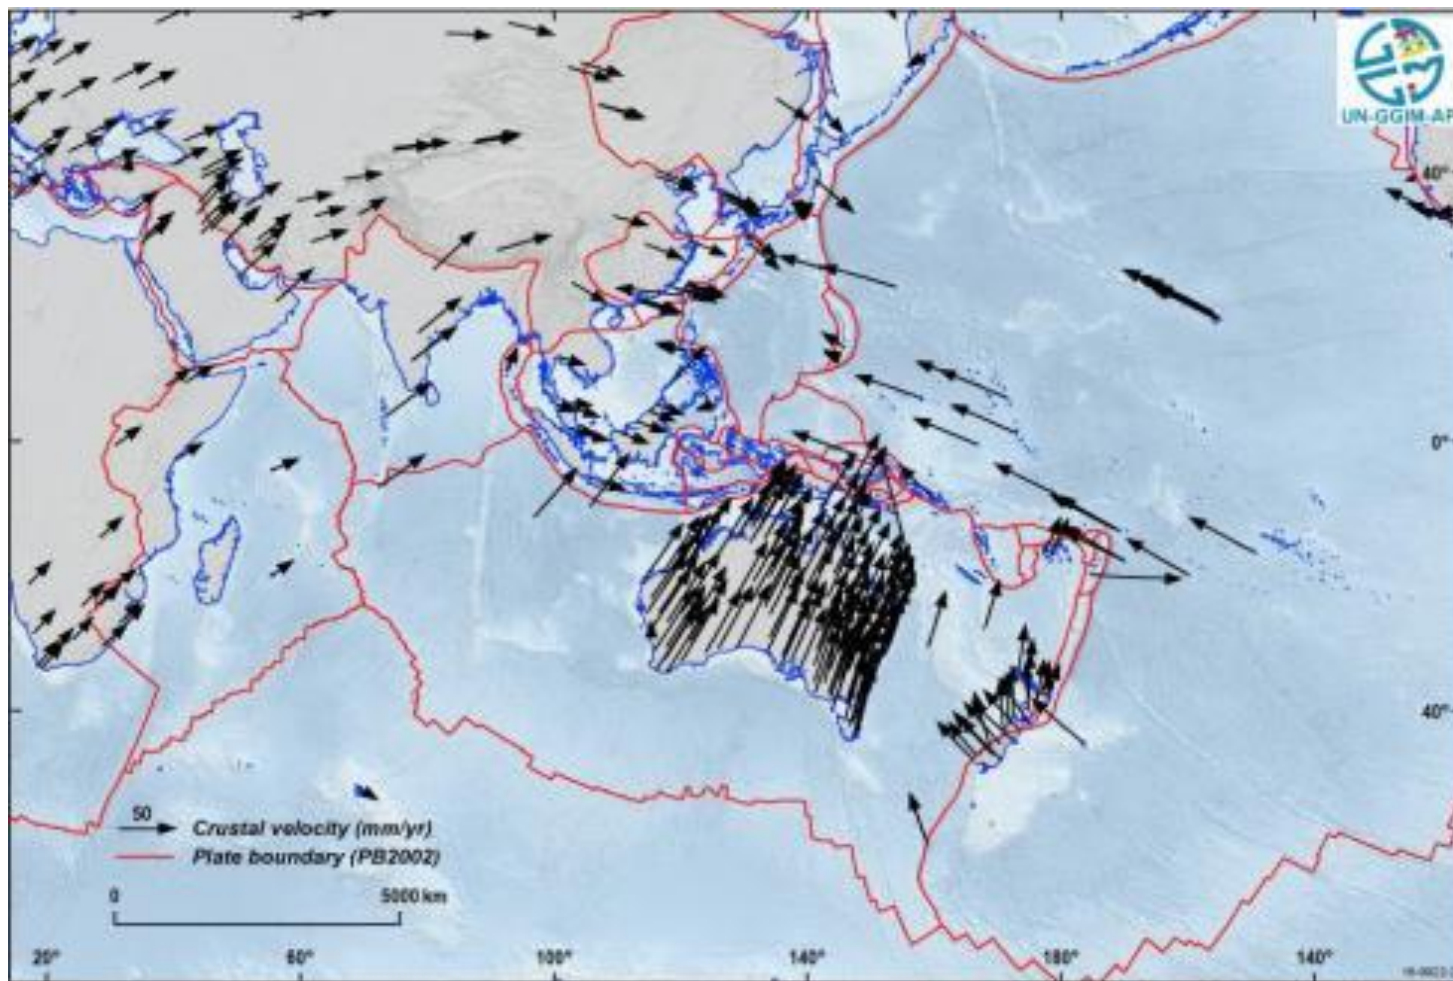 UN-GGIM-AP
40°
0°
40°
50
Crustal velocity (mm/yr)
Plate boundary (PB2002)
0 5000 km
20° 60° 100° 140° 180° 140°